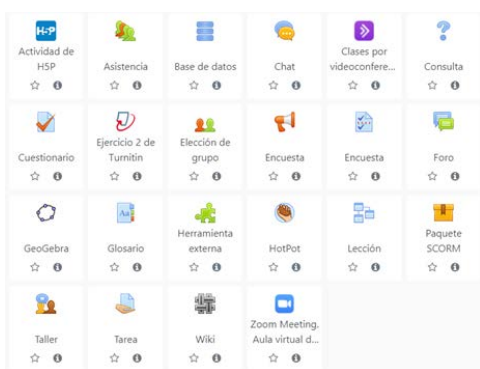 H-P
Actividad de
H5P
Asistencia
Base de datos
Chat
Clases por
videoconfere...
Consulta
Cuestionario
Ejercicio 2 de
Turnitin
Elección de
grupo
Encuesta
Encuesta
Foro
GeoGebra
Aa
Glosario
Herramienta
externa
HotPot
Lección
Paquete
SCORM
Taller
Tarea
Wiki
Zoom Meeting.
Aula virtual d...